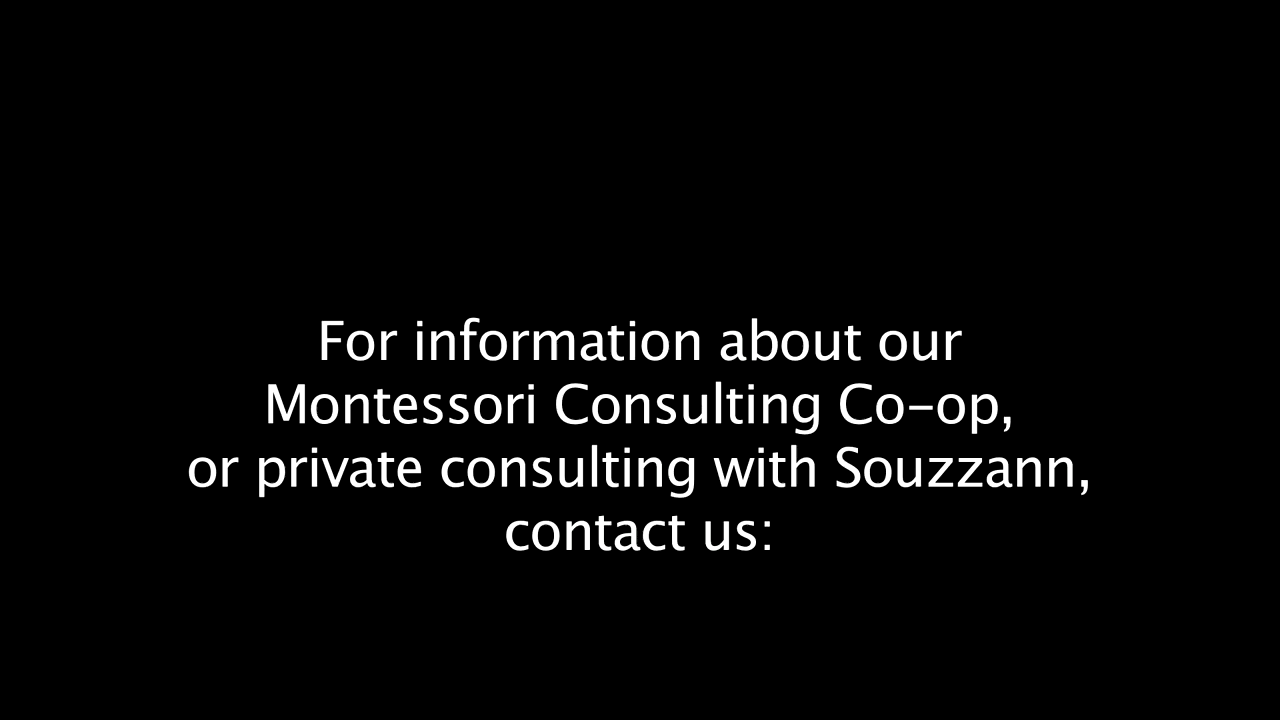 For information about our
Montessori Consulting Co-op,
or private consulting with Souzzann,
contact us: